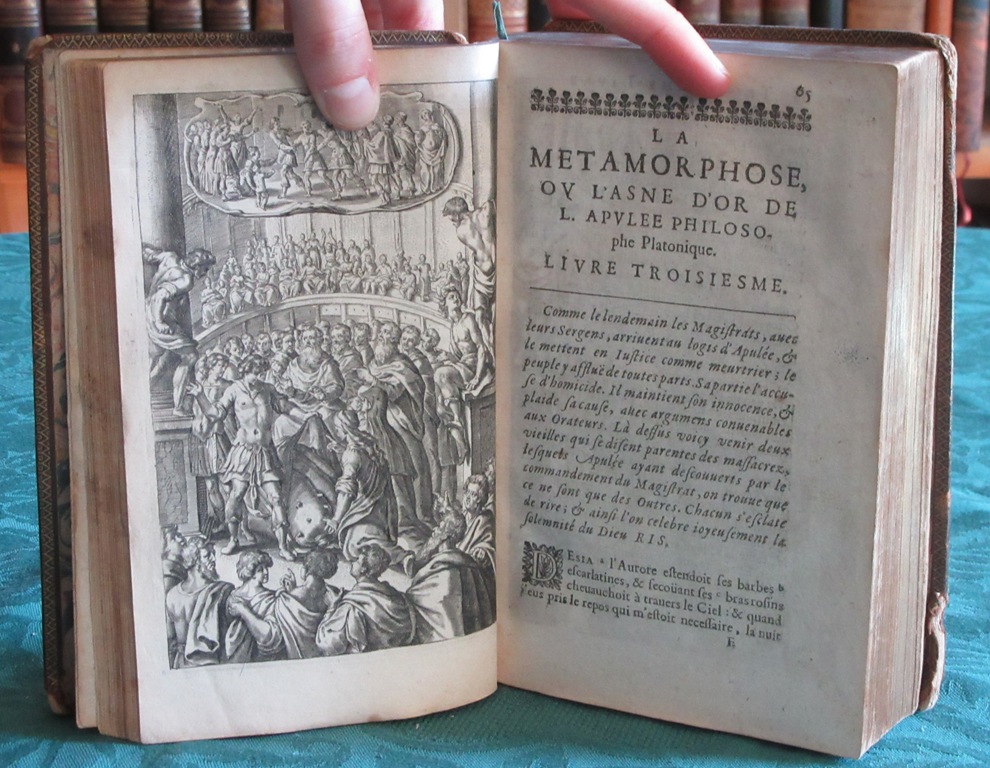 65
LA
METAMORPHOSE,
OV L'ASNE D'OR DE
L. APVLEE PHILOSO-
phe Platonique.
LIVRE TROISIESME.
Comme le lendemain les Magiſtrats, auec
leurs Sergens, arriuent au logis d'Apulée, &
le mettent en Iuſtice comme meurtrier; le
peuple y afflue de toutes parts. Sa partie l'accu-
ſe d'homicide. Il maintient ſon innocence, &
plaide ſa cauſe, auec argumens conuenables
aux Orateurs. Là deſſus voicy venir deux
vieilles qui ſe diſent parentes des maſſacrez,
leſquels Apulée ayant deſcouuerts par le
commandement du Magiſtrat, on trouue que
ce ne ſont que des Outres. Chacun s'eſclate
de rire; & ainſi l'on celebre ioyeuſement la
ſolemnité du Dieu RIS.
DESIA a l'Aurore eſtendoit ſes barbes b
eſcarlatines, & ſecoüant ſes c bras roſins
cheuauchoit à trauers le Ciel: & quand
i'eus pris le repos qui m'eſtoit neceſſaire, la nuit
E